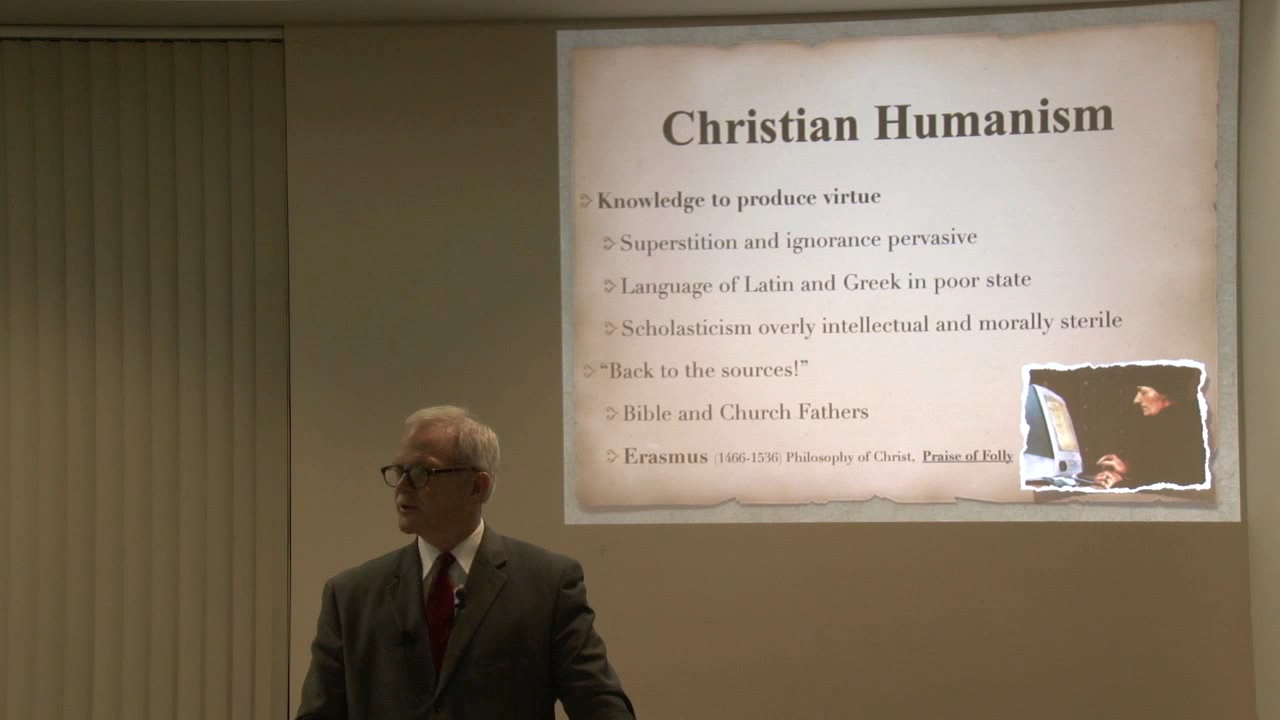 Christian Humanism
Knowledge to produce virtue
Superstition and ignorance pervasive
Language of Latin and Greek in poor state
Scholasticism overly intellectual and morally sterile
“Back to the sources!”
Bible and Church Fathers
Erasmus (1466-1536) Philosophy of Christ, Praise of Folly